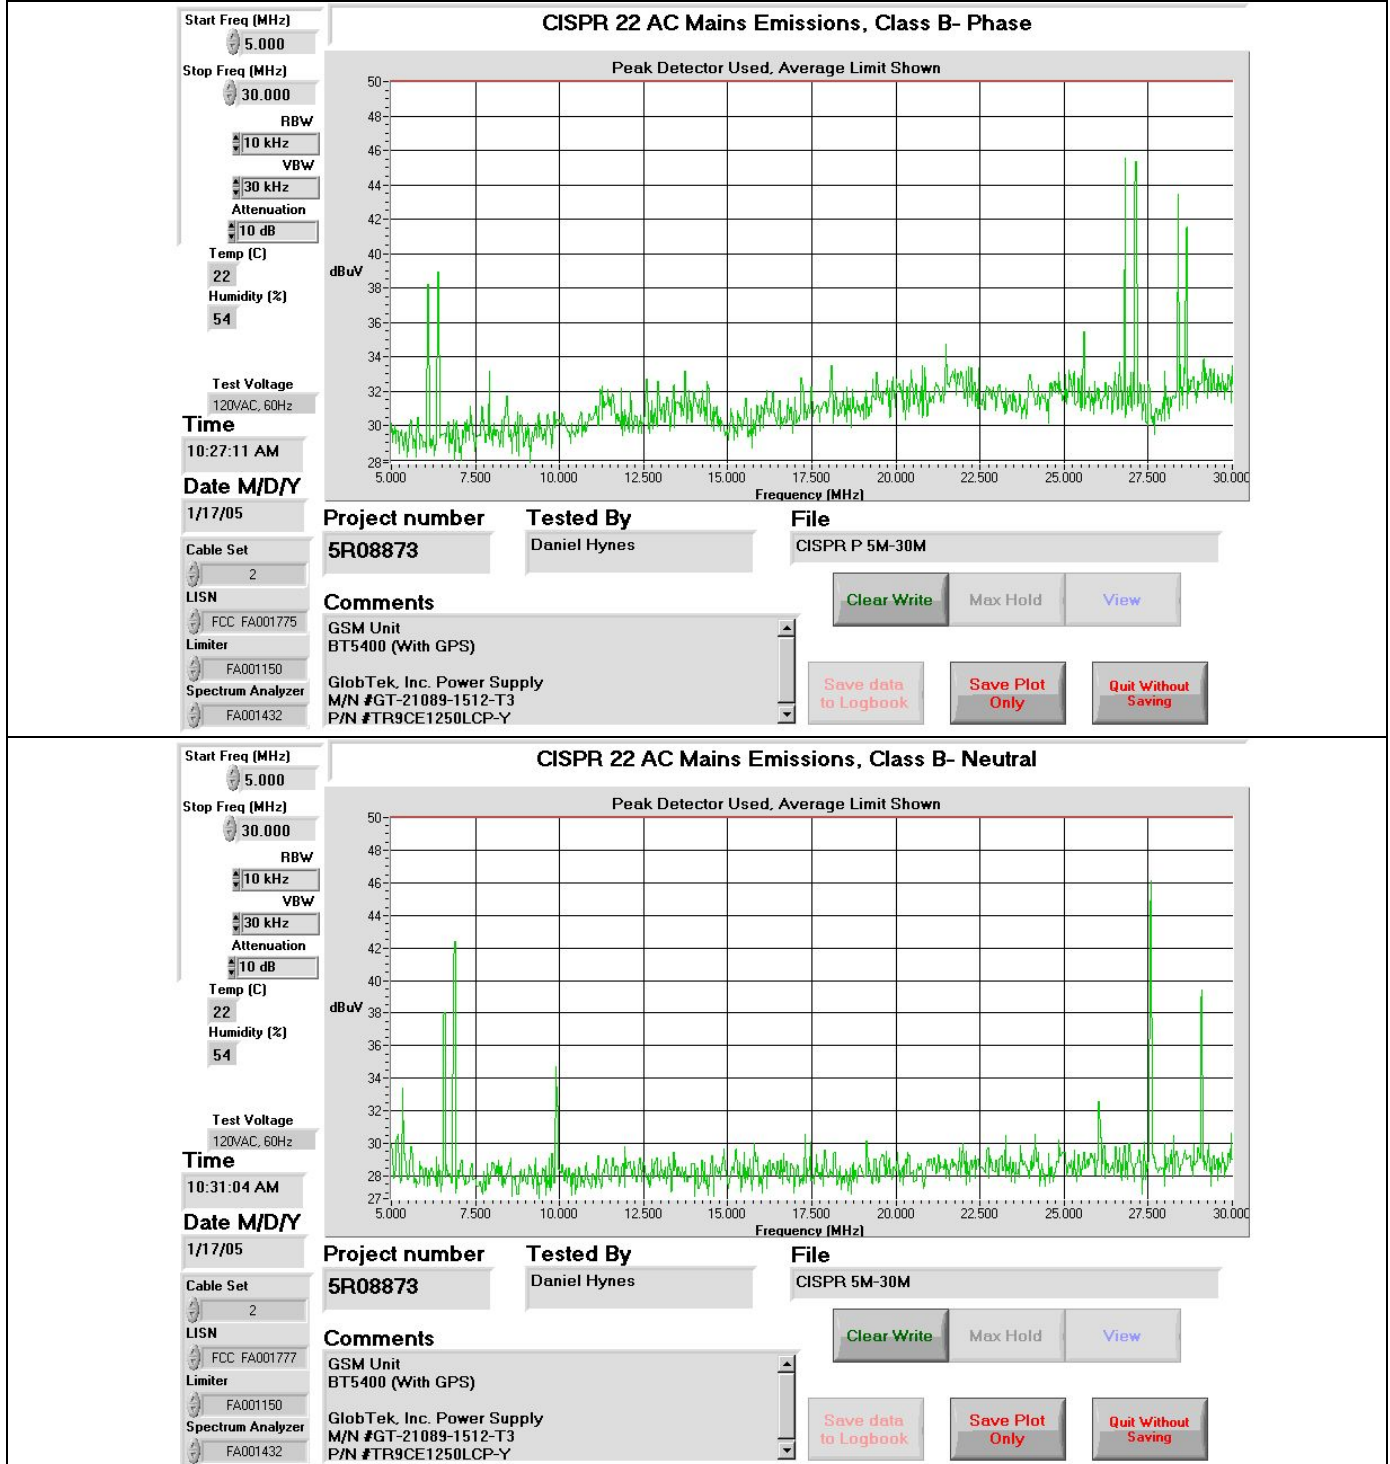 Start Freq (MHz)
5.000
Stop Freq (MHz)
30.000
RBW
10 kHz
VBW
30 kHz
Attenuation
10 dB
Temp (C)
22
Humidity (%)
54
Test Voltage
120VAC, 60Hz
Time
10:27:11 AM
Date M/D/Y
1/17/05
Cable Set
2
LISN
FCC FA001775
Limiter
FA001150
Spectrum Analyzer
FA001432
CISPR 22 AC Mains Emissions, Class B- Phase
Peak Detector Used, Average Limit Shown
50
48
46
44
42
40
dBuV
38
36
34
32
30
28
5.000 7.500 10.000 12.500 15.000 17.500 20.000 22.500 25.000 27.500 30.000
Frequency (MHz)
Project number
5R08873
Tested By
Daniel Hynes
File
CISPR P 5M-30M
Clear Write
Max Hold
View
Comments
GSM Unit
BT5400 (With GPS)
GlobTek, Inc. Power Supply
M/N #GT-21089-1512-T3
P/N #TR9CE1250LCP-Y
Save data
to Logbook
Save Plot
Only
Quit Without
Saving
Start Freq (MHz)
5.000
Stop Freq (MHz)
30.000
RBW
10 kHz
VBW
30 kHz
Attenuation
10 dB
Temp (C)
22
Humidity (%)
54
Test Voltage
120VAC, 60Hz
Time
10:31:04 AM
Date M/D/Y
1/17/05
Cable Set
2
LISN
FCC FA001777
Limiter
FA001150
Spectrum Analyzer
FA001432
CISPR 22 AC Mains Emissions, Class B- Neutral
Peak Detector Used, Average Limit Shown
50
48
46
44
42
40
dBuV
38
36
34
32
30
28
27
5.000 7.500 10.000 12.500 15.000 17.500 20.000 22.500 25.000 27.500 30.000
Frequency (MHz)
Project number
5R08873
Tested By
Daniel Hynes
File
CISPR 5M-30M
Clear Write
Max Hold
View
Comments
GSM Unit
BT5400 (With GPS)
GlobTek, Inc. Power Supply
M/N #GT-21089-1512-T3
P/N #TR9CE1250LCP-Y
Save data
to Logbook
Save Plot
Only
Quit Without
Saving